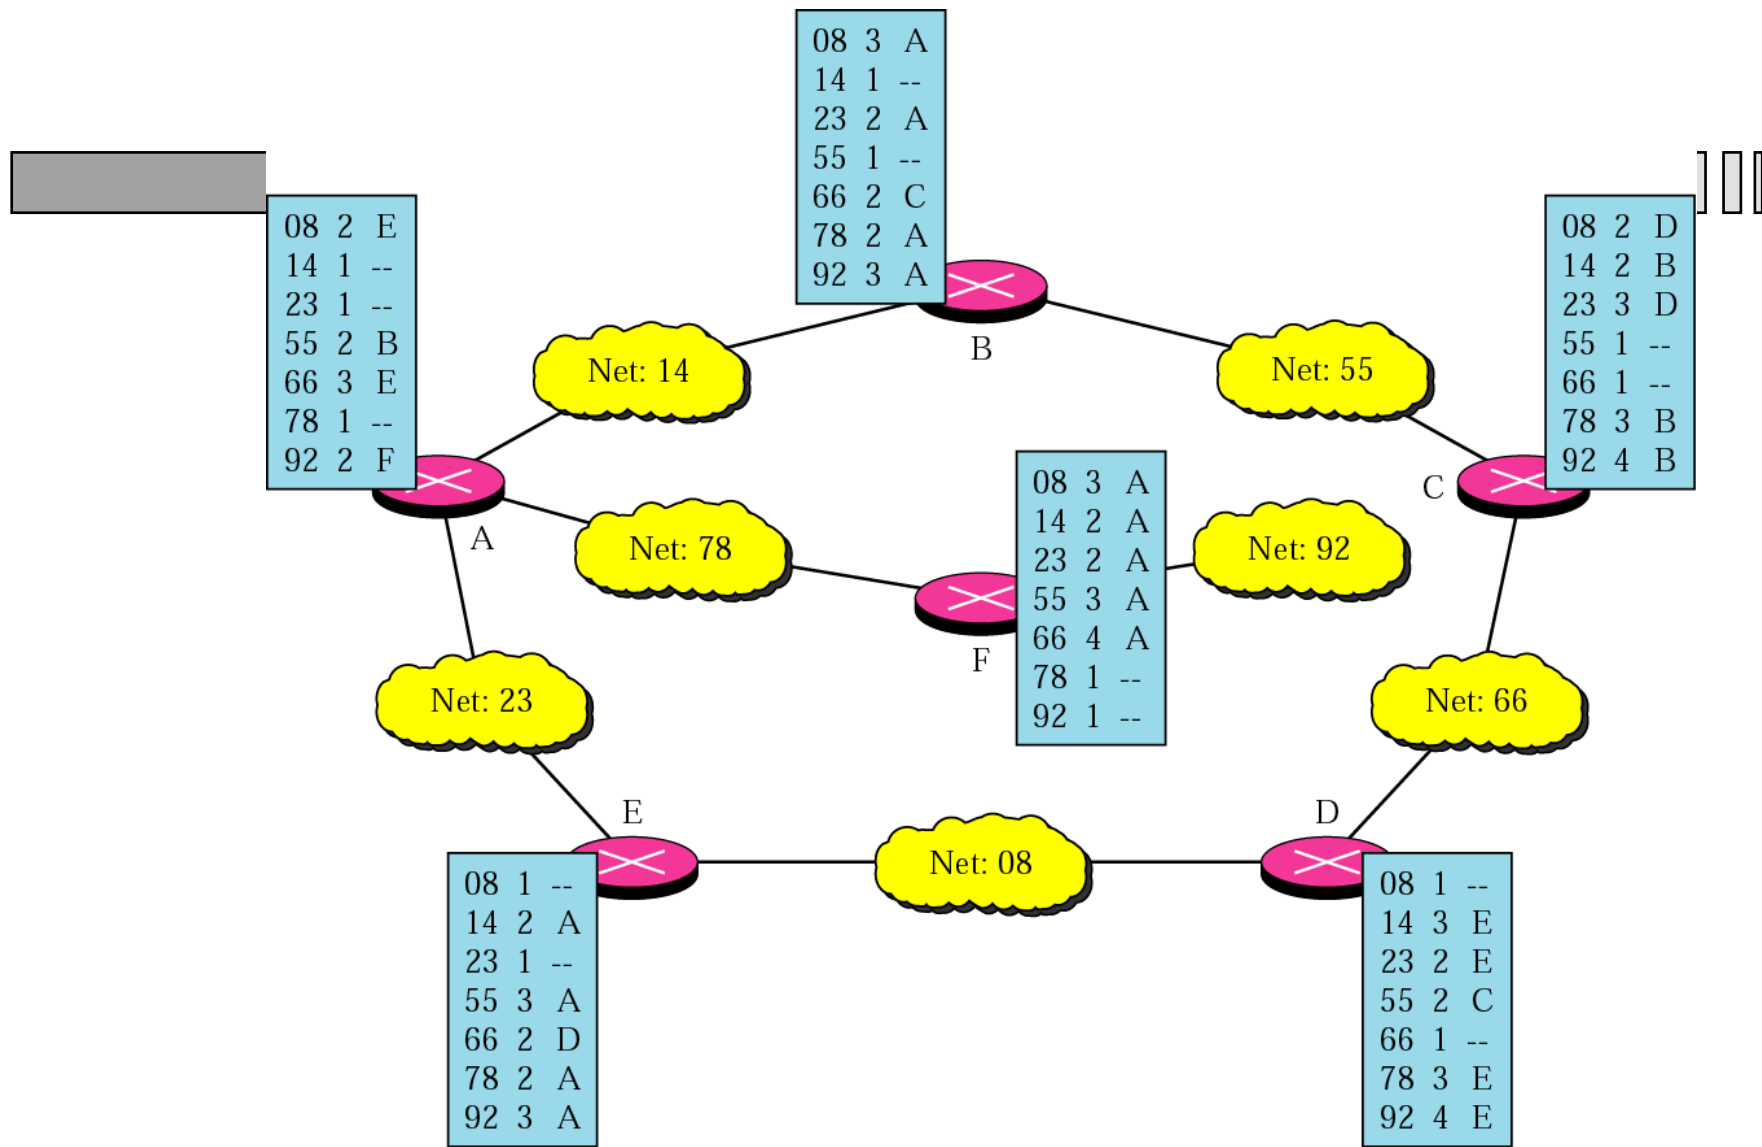 08 3 A
14 1 --
23 2 A
55 1 --
66 2 C
78 2 A
92 3 A
B
08 2 E
14 1 --
23 1 --
55 2 B
66 3 E
78 1 --
92 2 F
A
08 2 D
14 2 B
23 3 D
55 1 --
66 1 --
78 3 B
92 4 B
C
Net: 14
Net: 55
Net: 78
08 3 A
14 2 A
23 2 A
55 3 A
66 4 A
78 1 --
92 1 --
F
Net: 92
Net: 23
Net: 66
E
08 1 --
14 2 A
23 1 --
55 3 A
66 2 D
78 2 A
92 3 A
Net: 08
D
08 1 --
14 3 E
23 2 E
55 2 C
66 1 --
78 3 E
92 4 E